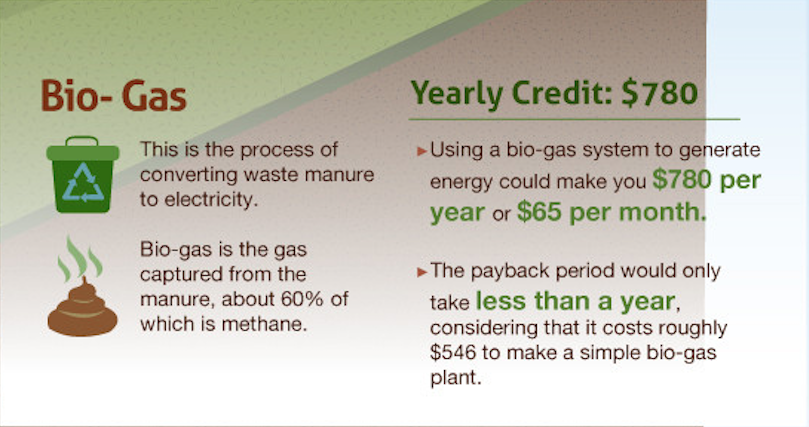 Bio- Gas
This is the process of
converting waste manure
to electricity.
Bio-gas is the gas
captured from the
manure, about 60% of
which is methane.
Yearly Credit: $780
▸Using a bio-gas system to generate
energy could make you $780 per
year or $65 per month.
▸The payback period would only
take less than a year,
considering that it costs roughly
$546 to make a simple bio-gas
plant.